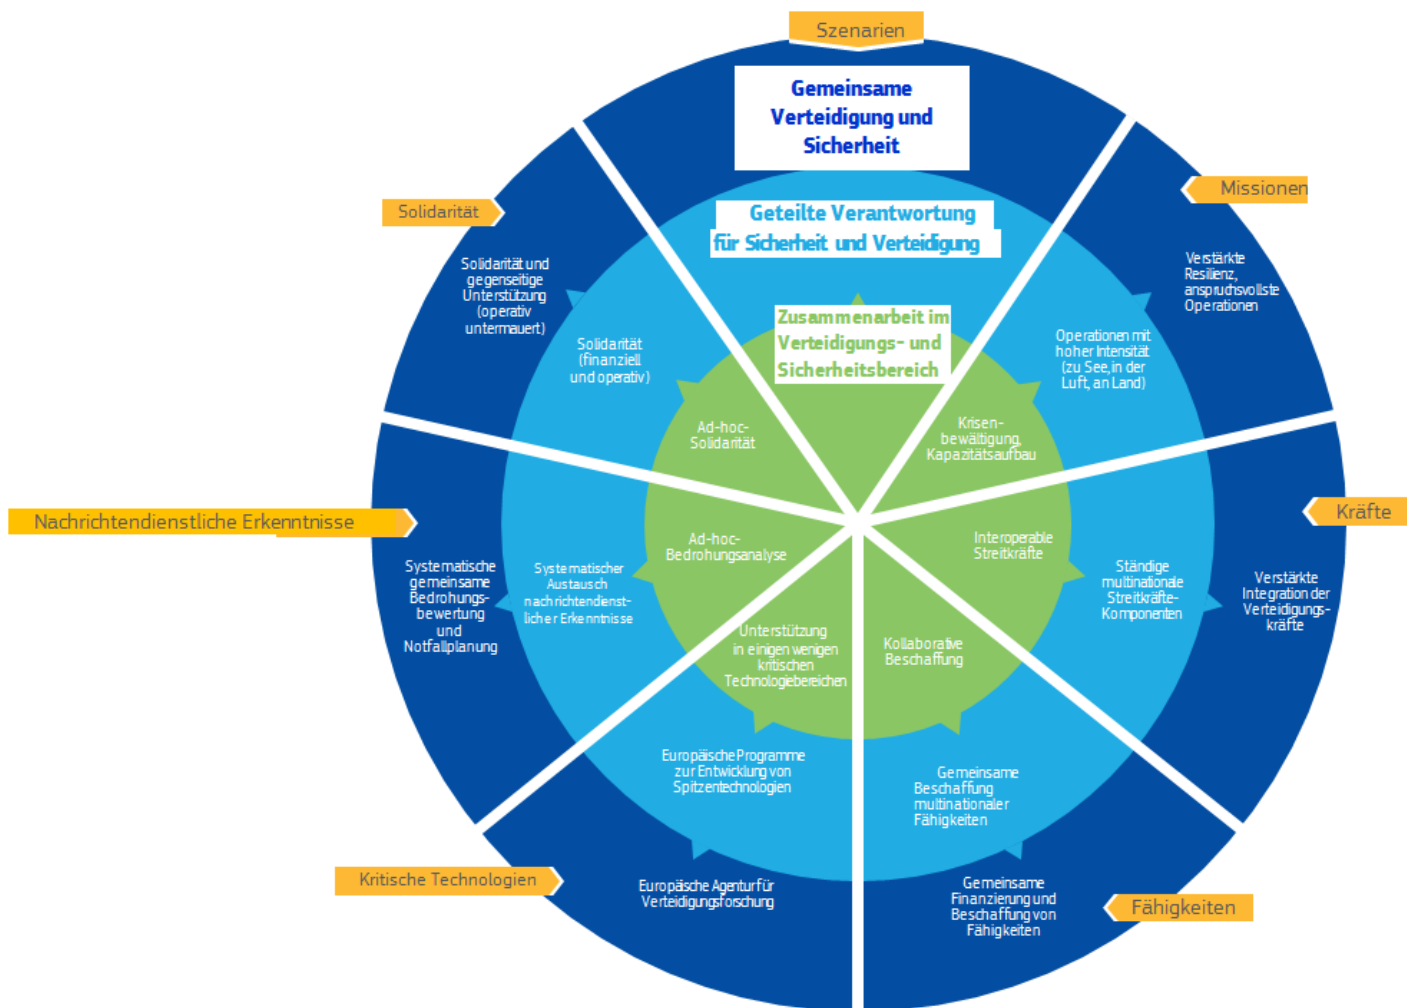 Szenarien
Gemeinsame
Verteidigung und
Sicherheit
Geteilte Verantwortung
für Sicherheit und Verteidigung
Zusammenarbeit im
Verteidigungs- und
Sicherheitsbereich
Missionen
Verstärkte
Resilienz,
anspruchsvollste
Operationen
Operationen mit
hoher Intensität
(zu See, in der
Luft, an Land)
Krisen-
bewältigung,
Kapazitätsaufbau
Kräfte
Interoperable
Streitkräfte
Ständige
multinationale
Streitkräfte-
Komponenten
Verstärkte
Integration der
Verteidigungs-
kräfte
Fähigkeiten
Kollaborative
Beschaffung
Gemeinsame
Beschaffung
multinationaler
Fähigkeiten
Gemeinsame
Finanzierung und
Beschaffung von
Fähigkeiten
Kritische Technologien
Unterstützung
in einigen wenigen
kritischen
Technologiebereichen
Europäische Programme
zur Entwicklung von
Spitzentechnologien
Europäische Agentur für
Verteidigungsforschung
Nachrichtendienstliche Erkenntnisse
Ad-hoc-
Bedrohungsanalyse
Systematischer
Austausch
nachrichtendienst-
licher Erkenntnisse
Systematische
gemeinsame
Bedrohungs-
bewertung
und
Notfallplanung
Solidarität
Solidarität und
gegenseitige
Unterstützung
(operativ
untermauert)
Solidarität
(finanziell
und operativ)
Ad-hoc-
Solidarität